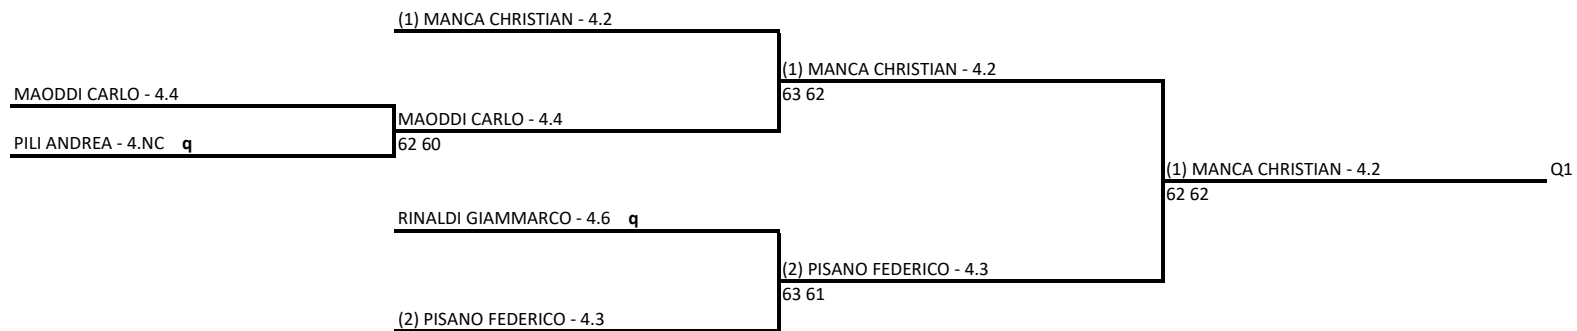 (1) MANCA CHRISTIAN - 4.2
(1) MANCA CHRISTIAN - 4.2
63 62
MAODDI CARLO - 4.4
MAODDI CARLO - 4.4
62 60
PILI ANDREA - 4.NC q
(1) MANCA CHRISTIAN - 4.2 Q1
62 62
RINALDI GIAMMARCO - 4.6 q
(2) PISANO FEDERICO - 4.3
63 61
(2) PISANO FEDERICO - 4.3